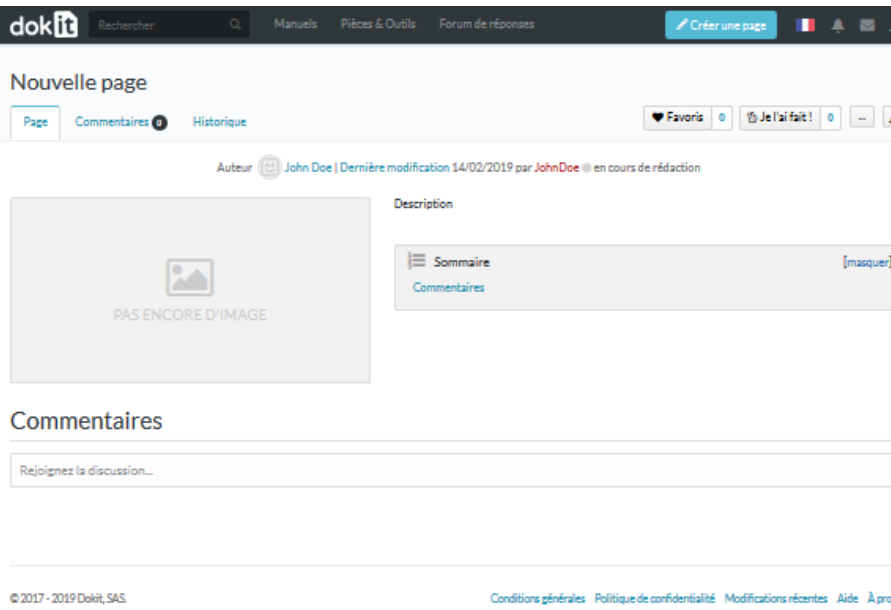 dokit Rechercher Manuels Pièces & Outils Forum de réponses Créer une page
Nouvelle page
Page Commentaires 0 Historique Favoris 0 Je l'ai fait ! 0 ...
Auteur John Doe | Dernière modification 14/02/2019 par JohnDoe en cours de rédaction
Description
Sommaire [masquer]
Commentaires
PAS ENCORE D'IMAGE
Commentaires
Rejoignez la discussion...
© 2017 - 2019 Dokit, SAS. Conditions générales Politique de confidentialité Modifications récentes Aide À pro